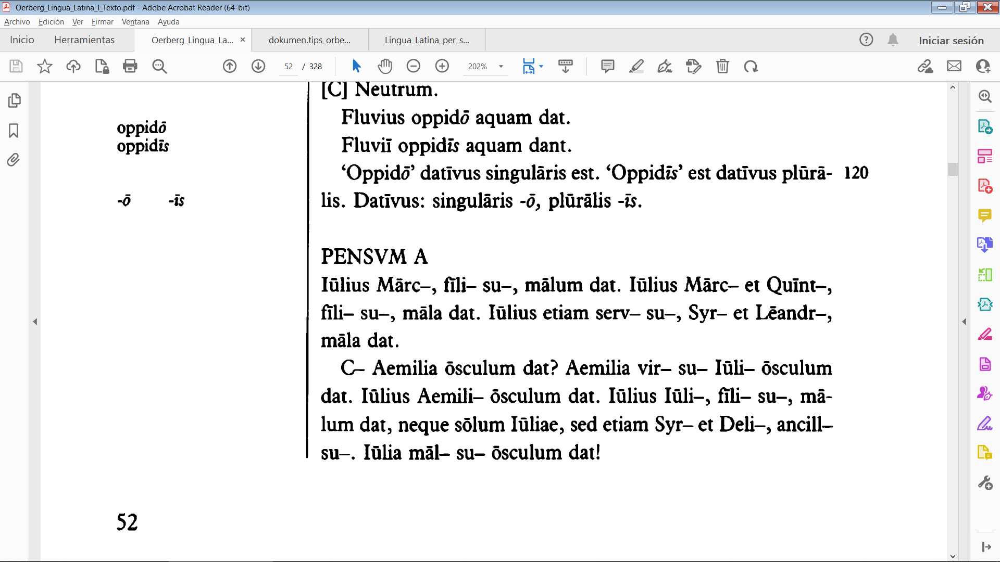 Oerberg_Lingua_Latina_I_Texto.pdf - Adobe Acrobat Reader (64-bit)
Archivo Edición Ver Firmar Ventana Ayuda
Inicio Herramientas Oerberg_Lingua_La... × dokumen.tips_orbe... Lingua_Latina_per_s... Iniciar sesión
52 / 328 202%
[C] Neutrum.
Fluvius oppidō aquam dat.
oppidō
oppidīs
Fluviī oppidīs aquam dant.
‘Oppidō’ datīvus singulāris est. ‘Oppidīs’ est datīvus plūrā- 120
-ō -īs
lis. Datīvus: singulāris -ō, plūrālis -īs.
PENSVM A
Iūlius Mārc–, fīli– su–, mālum dat. Iūlius Mārc– et Quīnt–,
fīli– su–, māla dat. Iūlius etiam serv– su–, Syr– et Lēandr–,
māla dat.
C– Aemilia ōsculum dat? Aemilia vir– su– Iūli– ōsculum
dat. Iūlius Aemili– ōsculum dat. Iūlius Iūli–, fīli– su–, mā-
lum dat, neque sōlum Iūliae, sed etiam Syr– et Deli–, ancill–
su–. Iūlia māl– su– ōsculum dat!
52